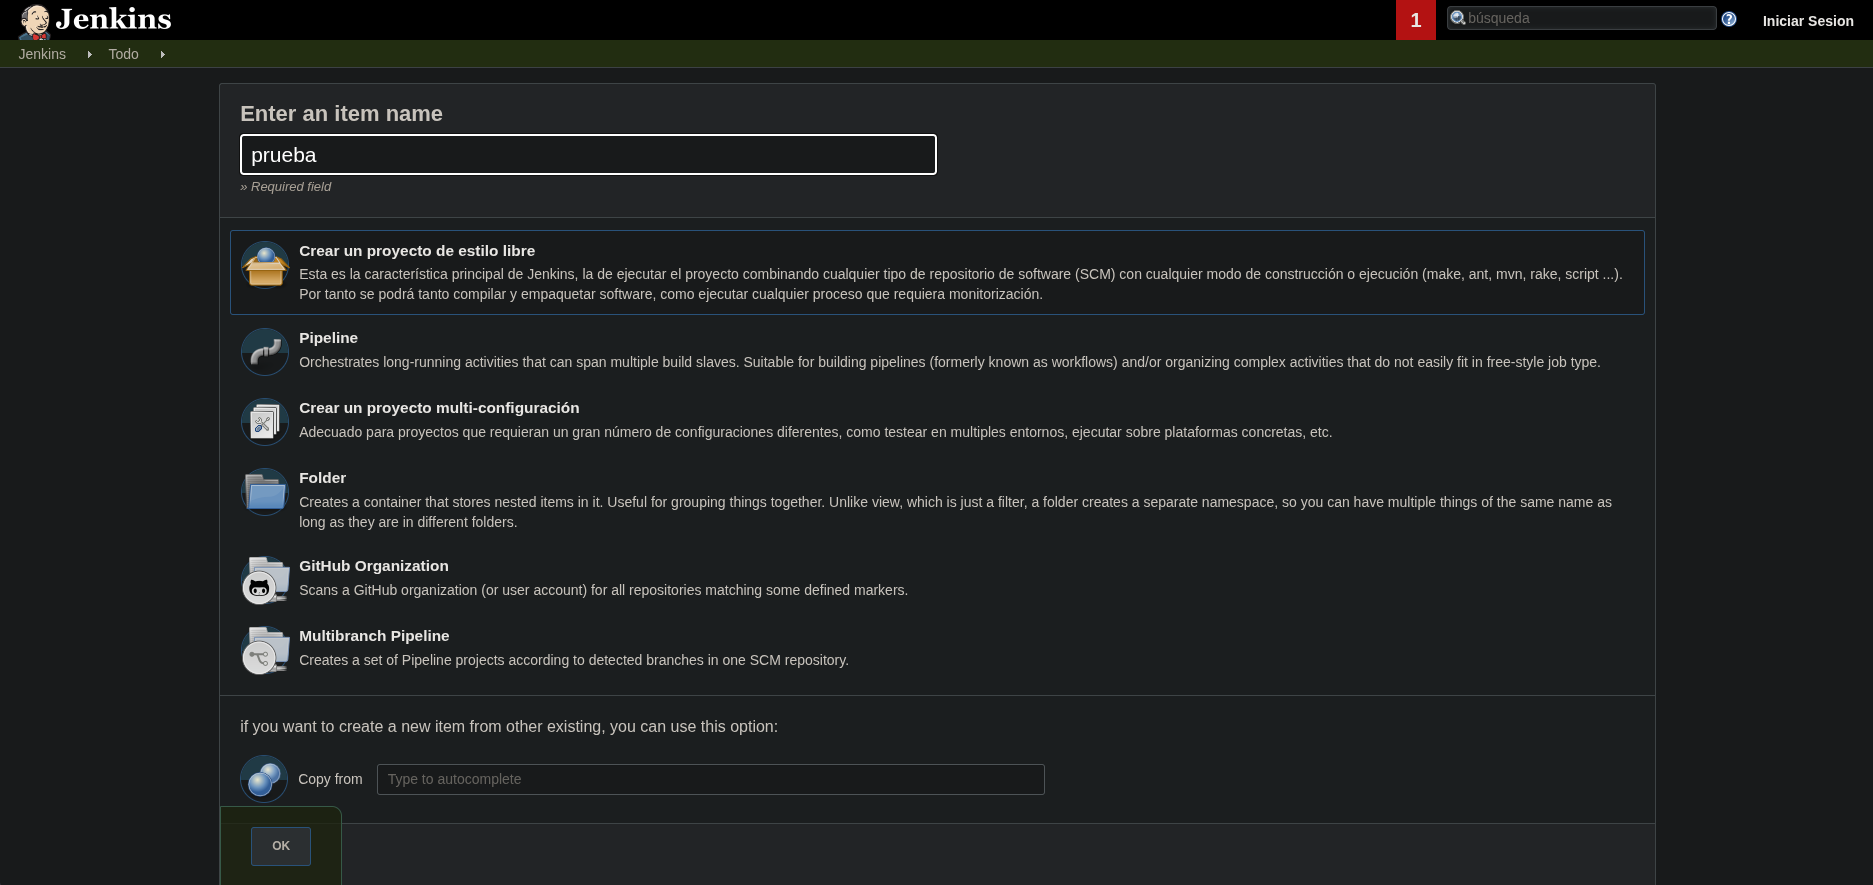 Jenkins
1
búsqueda
Iniciar Sesion
Jenkins
Todo
Enter an item name
prueba
» Required field
Crear un proyecto de estilo libre
Esta es la característica principal de Jenkins, la de ejecutar el proyecto combinando cualquier tipo de repositorio de software (SCM) con cualquier modo de construcción o ejecución (make, ant, mvn, rake, script ...).
Por tanto se podrá tanto compilar y empaquetar software, como ejecutar cualquier proceso que requiera monitorización.
Pipeline
Orchestrates long-running activities that can span multiple build slaves. Suitable for building pipelines (formerly known as workflows) and/or organizing complex activities that do not easily fit in free-style job type.
Crear un proyecto multi-configuración
Adecuado para proyectos que requieran un gran número de configuraciones diferentes, como testear en multiples entornos, ejecutar sobre plataformas concretas, etc.
Folder
Creates a container that stores nested items in it. Useful for grouping things together. Unlike view, which is just a filter, a folder creates a separate namespace, so you can have multiple things of the same name as
long as they are in different folders.
GitHub Organization
Scans a GitHub organization (or user account) for all repositories matching some defined markers.
Multibranch Pipeline
Creates a set of Pipeline projects according to detected branches in one SCM repository.
if you want to create a new item from other existing, you can use this option:
Copy from
Type to autocomplete
OK